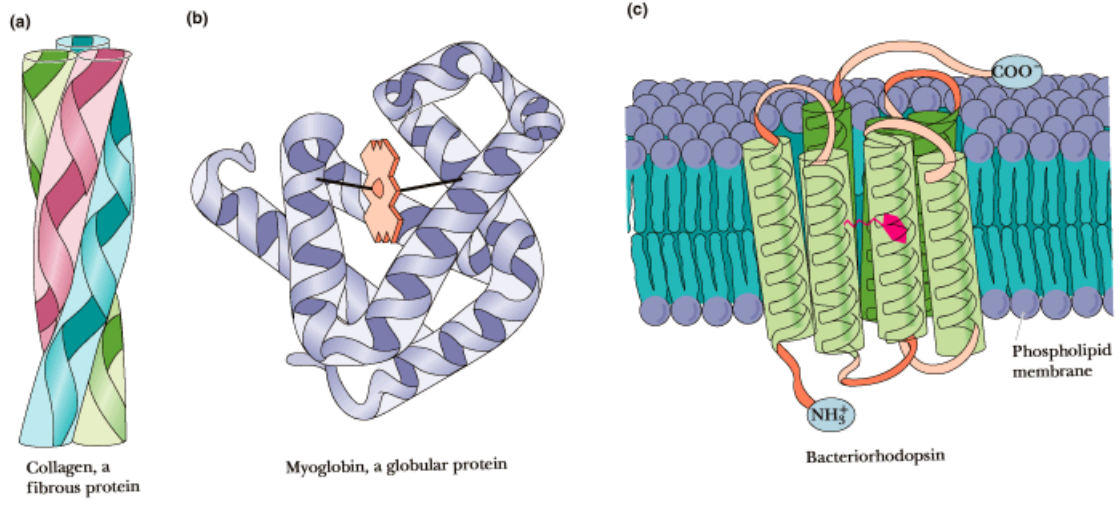 (a)
(b)
(c)
COO⁻
Phospholipid
membrane
NH₃⁺
Collagen, a
fibrous protein
Myoglobin, a globular protein
Bacteriorhodopsin